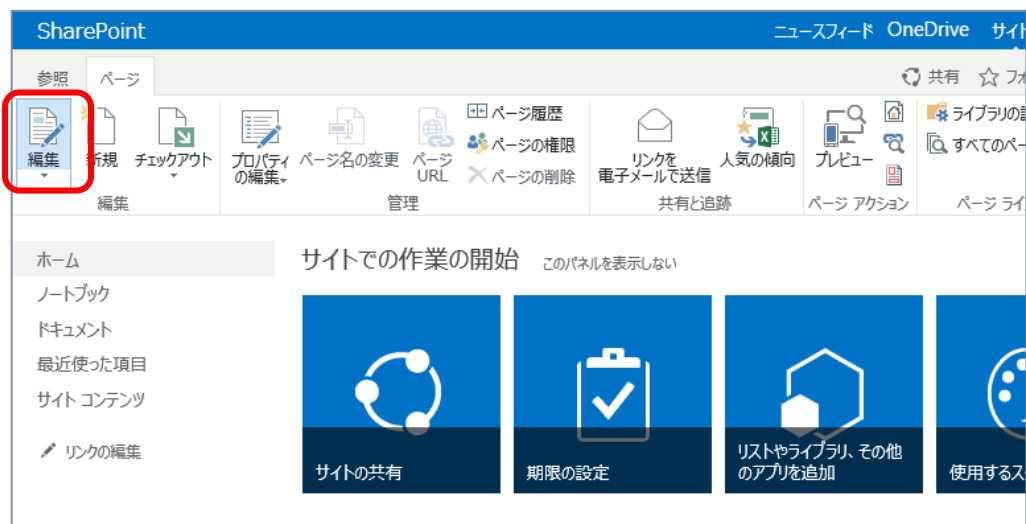 SharePoint
ニュースフィード OneDrive サイト
参照 ページ
共有 フォ
編集
新規
チェックアウト
プロパティ
の編集
ページ名の変更
ページ
URL
ページ履歴
ページの権限
ページの削除
リンクを
電子メールで送信
人気の傾向
プレビュー
ライブラリの
すべてのペー
編集 管理 共有と追跡 ページ アクション ページ ライ
ホーム
ノートブック
ドキュメント
最近使った項目
サイト コンテンツ
リンクの編集
サイトでの作業の開始 このパネルを表示しない
サイトの共有
期限の設定
リストやライブラリ、その他
のアプリを追加
使用するス